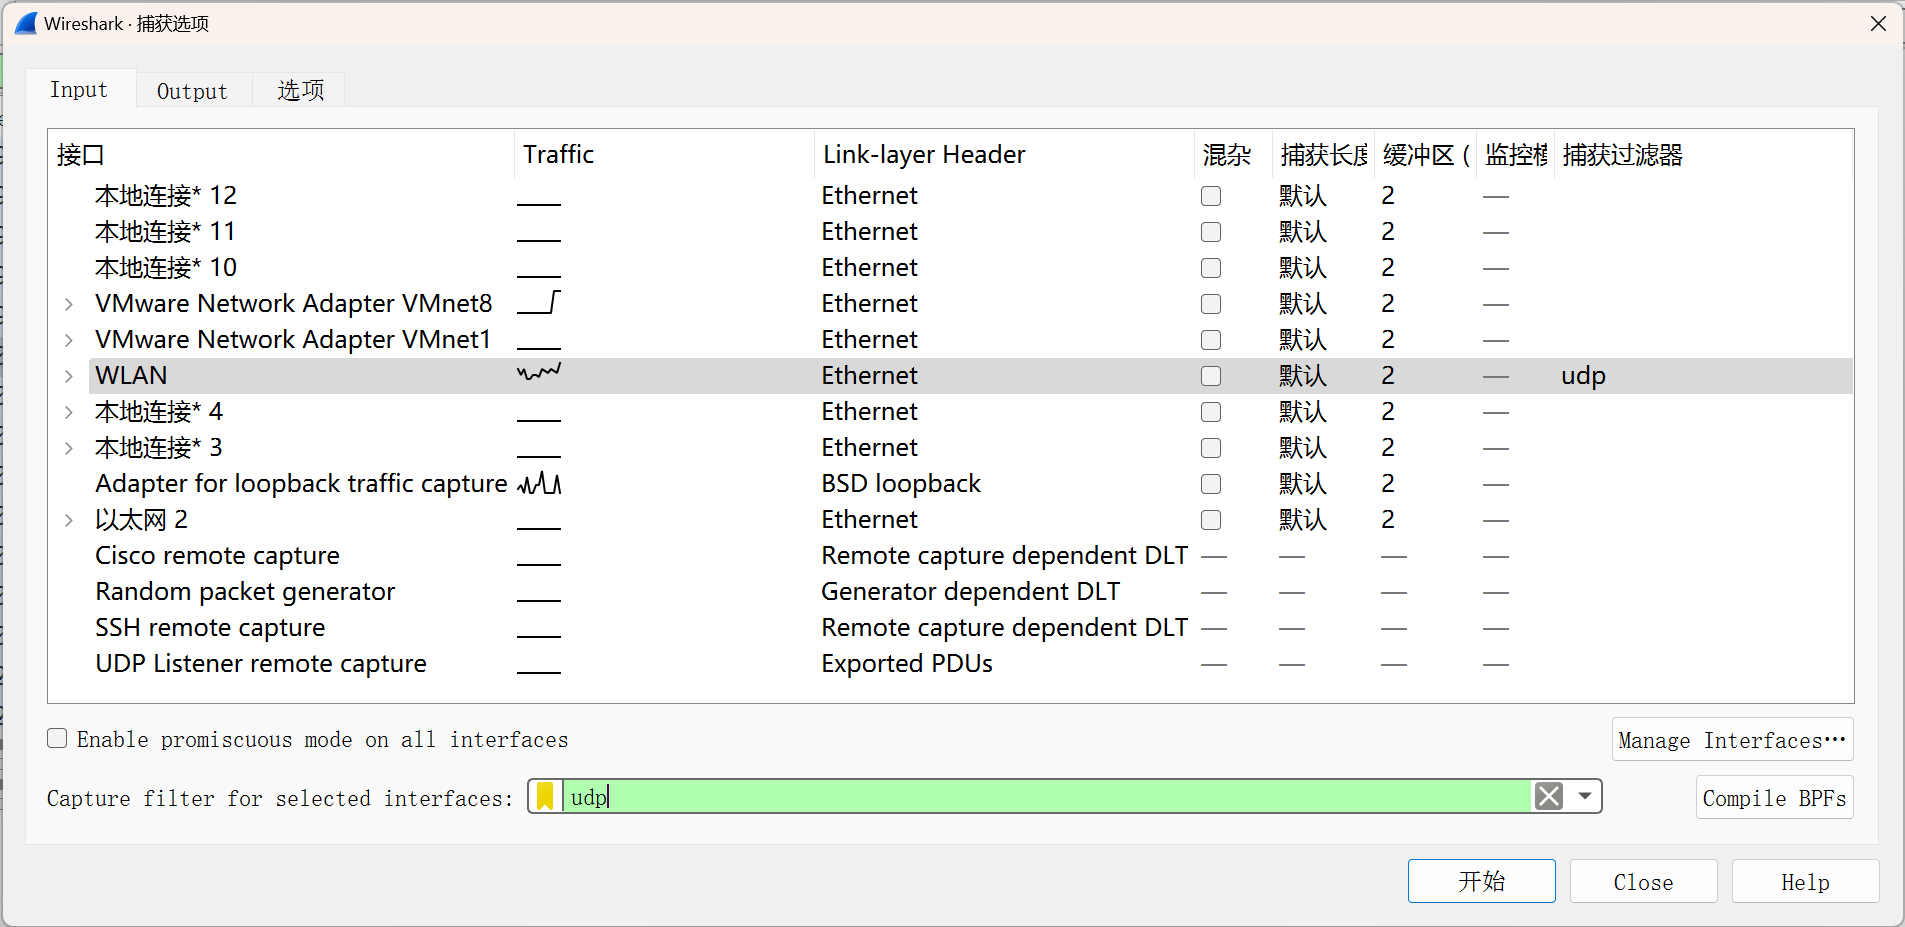 Wireshark · 捕获选项
Input Output 选项
接口 Traffic Link-layer Header 混杂 捕获长度 缓冲区 ( 监控模 捕获过滤器
本地连接* 12 Ethernet 默认 2 —
本地连接* 11 Ethernet 默认 2 —
本地连接* 10 Ethernet 默认 2 —
VMware Network Adapter VMnet8 Ethernet 默认 2 —
VMware Network Adapter VMnet1 Ethernet 默认 2 —
WLAN Ethernet 默认 2 — udp
本地连接* 4 Ethernet 默认 2 —
本地连接* 3 Ethernet 默认 2 —
Adapter for loopback traffic capture BSD loopback 默认 2 —
以太网 2 Ethernet 默认 2 —
Cisco remote capture Remote capture dependent DLT — — — —
Random packet generator Generator dependent DLT — — — —
SSH remote capture Remote capture dependent DLT — — — —
UDP Listener remote capture Exported PDUs — — — —
Enable promiscuous mode on all interfaces Manage Interfaces…
Capture filter for selected interfaces: udp Compile BPFs
开始 Close Help